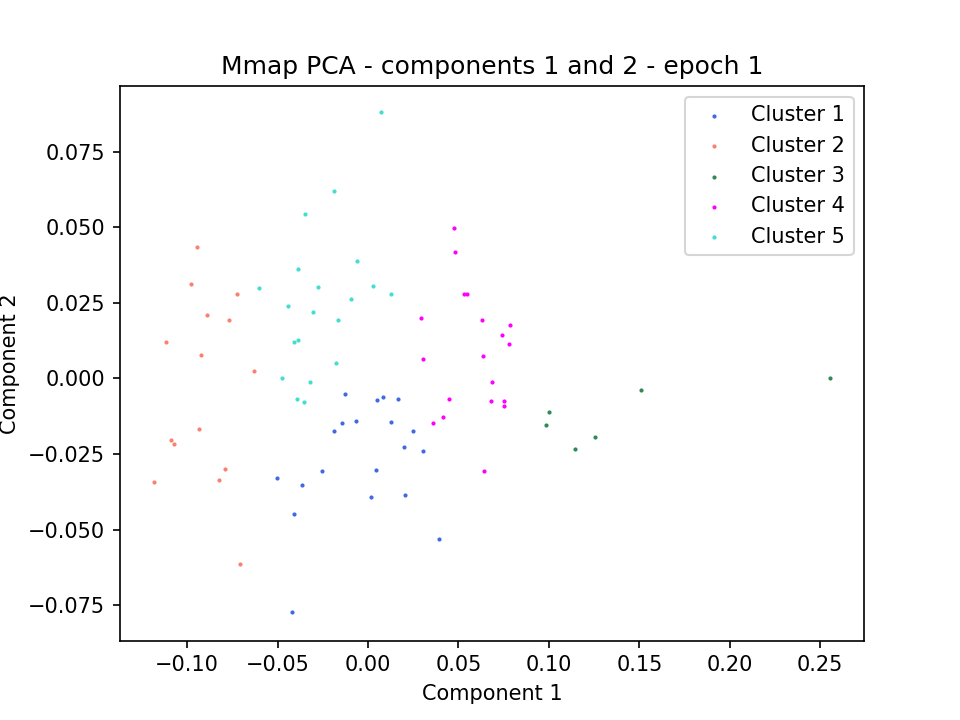 Mmap PCA - components 1 and 2 - epoch 1
Cluster 1
Cluster 2
Cluster 3
Cluster 4
Cluster 5
Component 2
0.075
0.050
0.025
0.000
−0.025
−0.050
−0.075
−0.10 −0.05 0.00 0.05 0.10 0.15 0.20 0.25
Component 1